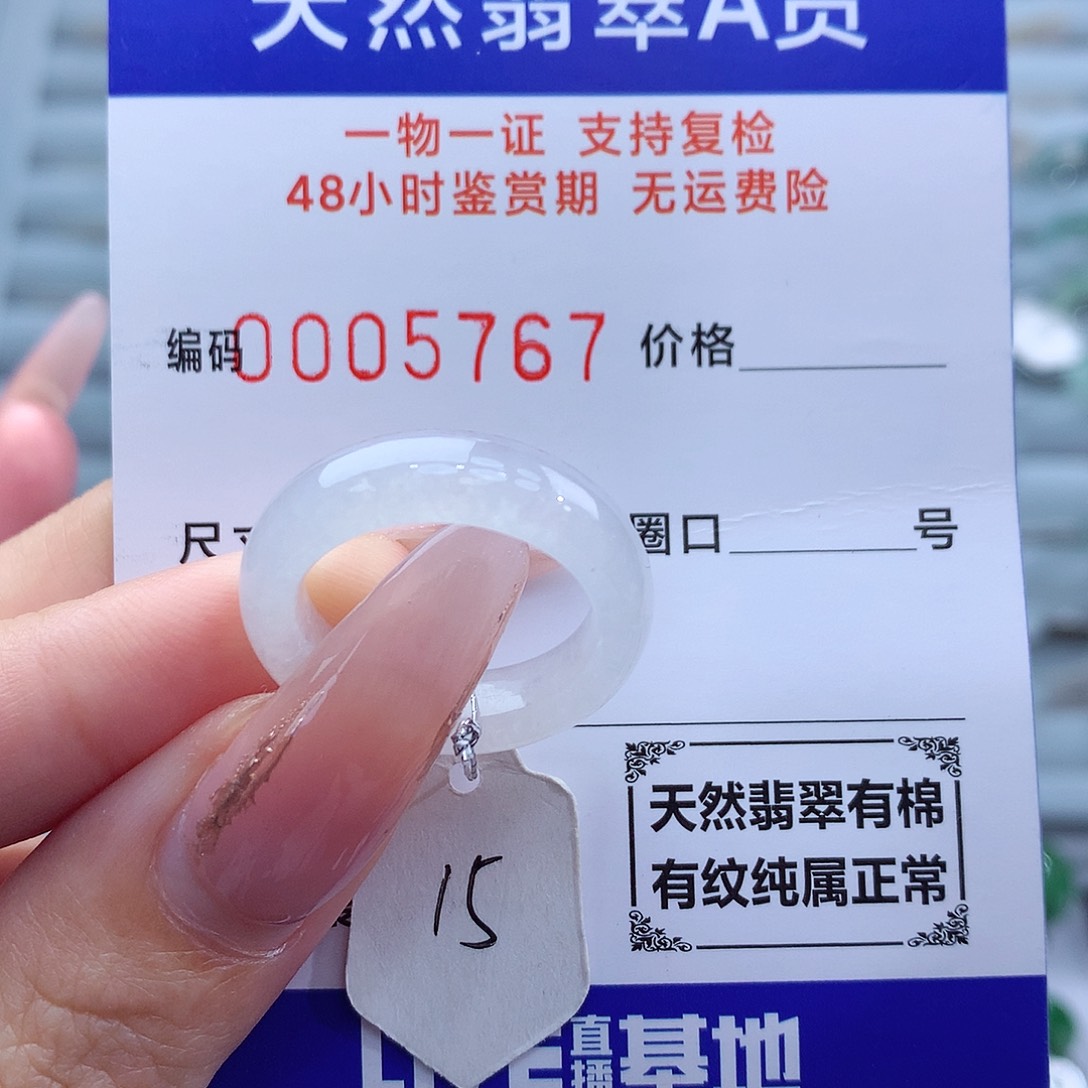 天然翡翠A货
一物一证 支持复检
48小时鉴赏期 无运费险
编码0005767 价格
尺寸 圈口 号
天然翡翠有棉
有纹纯属正常
15
直播基地